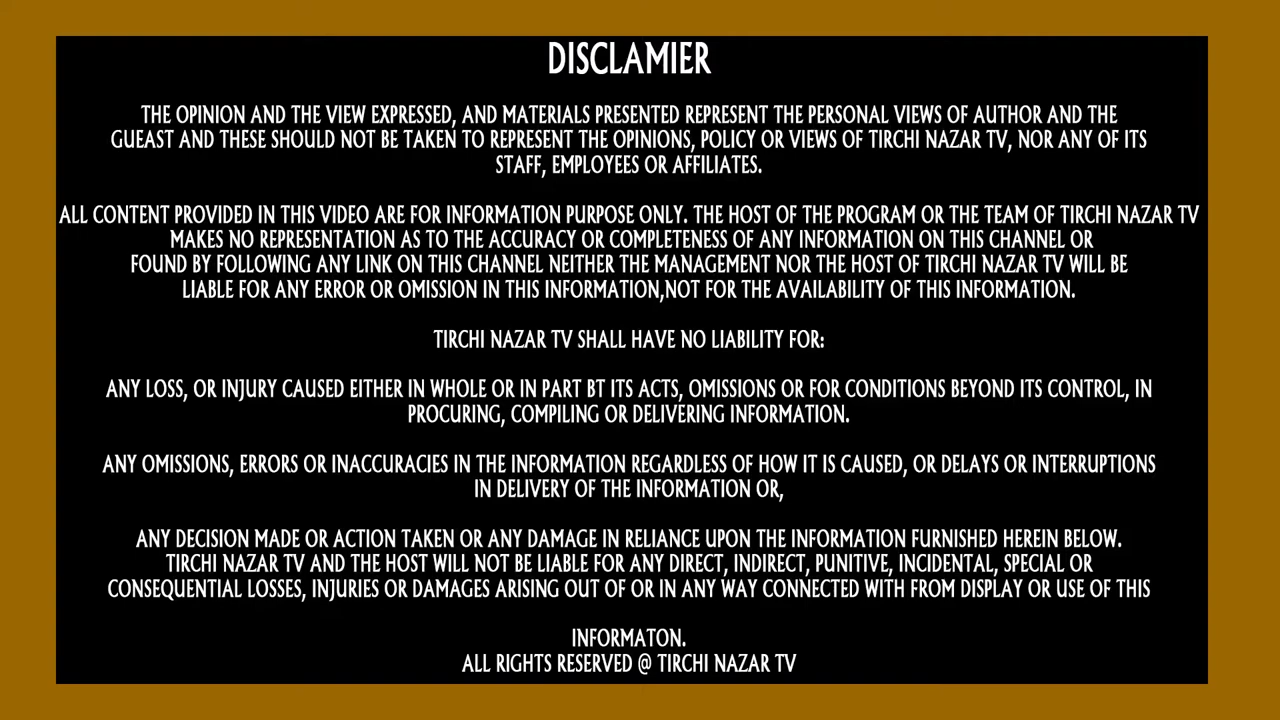 DISCLAMIER
THE OPINION AND THE VIEW EXPRESSED, AND MATERIALS PRESENTED REPRESENT THE PERSONAL VIEWS OF AUTHOR AND THE
GUEAST AND THESE SHOULD NOT BE TAKEN TO REPRESENT THE OPINIONS, POLICY OR VIEWS OF TIRCHI NAZAR TV, NOR ANY OF ITS
STAFF, EMPLOYEES OR AFFILIATES.
ALL CONTENT PROVIDED IN THIS VIDEO ARE FOR INFORMATION PURPOSE ONLY. THE HOST OF THE PROGRAM OR THE TEAM OF TIRCHI NAZAR TV
MAKES NO REPRESENTATION AS TO THE ACCURACY OR COMPLETENESS OF ANY INFORMATION ON THIS CHANNEL OR
FOUND BY FOLLOWING ANY LINK ON THIS CHANNEL NEITHER THE MANAGEMENT NOR THE HOST OF TIRCHI NAZAR TV WILL BE
LIABLE FOR ANY ERROR OR OMISSION IN THIS INFORMATION,NOT FOR THE AVAILABILITY OF THIS INFORMATION.
TIRCHI NAZAR TV SHALL HAVE NO LIABILITY FOR:
ANY LOSS, OR INJURY CAUSED EITHER IN WHOLE OR IN PART BT ITS ACTS, OMISSIONS OR FOR CONDITIONS BEYOND ITS CONTROL, IN
PROCURING, COMPILING OR DELIVERING INFORMATION.
ANY OMISSIONS, ERRORS OR INACCURACIES IN THE INFORMATION REGARDLESS OF HOW IT IS CAUSED, OR DELAYS OR INTERRUPTIONS
IN DELIVERY OF THE INFORMATION OR,
ANY DECISION MADE OR ACTION TAKEN OR ANY DAMAGE IN RELIANCE UPON THE INFORMATION FURNISHED HEREIN BELOW.
TIRCHI NAZAR TV AND THE HOST WILL NOT BE LIABLE FOR ANY DIRECT, INDIRECT, PUNITIVE, INCIDENTAL, SPECIAL OR
CONSEQUENTIAL LOSSES, INJURIES OR DAMAGES ARISING OUT OF OR IN ANY WAY CONNECTED WITH FROM DISPLAY OR USE OF THIS
INFORMATON.
ALL RIGHTS RESERVED @ TIRCHI NAZAR TV